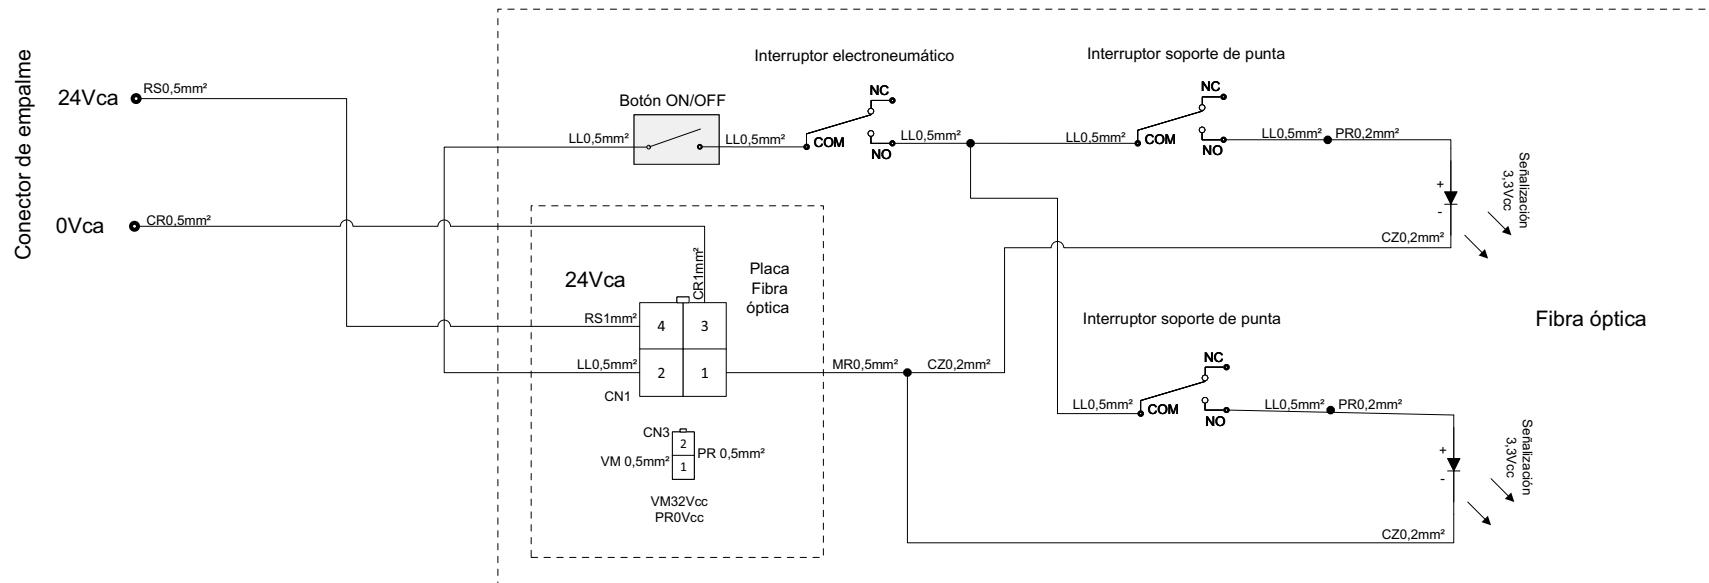 Conector de empalme
24Vca
RS0,5mm²
0Vca
CR0,5mm²
Botón ON/OFF
LL0,5mm²
LL0,5mm²
Interruptor electroneumático
NC
COM
NO
LL0,5mm²
Interruptor soporte de punta
LL0,5mm²
NC
COM
NO
LL0,5mm²
PR0,2mm²
+
-
Señalización
3,3Vcc
CZ0,2mm²
24Vca
CR1mm²
Placa
Fibra
óptica
RS1mm²
4
3
LL0,5mm²
2
1
CN1
MR0,5mm²
CZ0,2mm²
CN3
2
PR 0,5mm²
VM 0,5mm²
1
VM32Vcc
PR0Vcc
Interruptor soporte de punta
LL0,5mm²
NC
COM
NO
LL0,5mm²
PR0,2mm²
+
-
Señalización
3,3Vcc
CZ0,2mm²
Fibra óptica